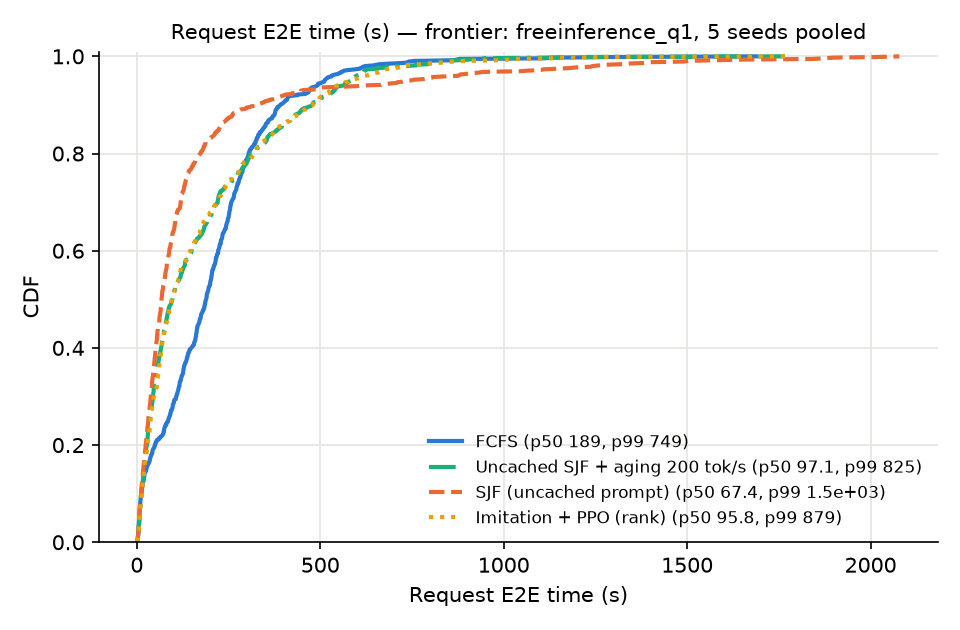 Request E2E time (s) — frontier: freeinference_q1, 5 seeds pooled
1.0
0.8
0.6
0.4
0.2
0.0
CDF
FCFS (p50 189, p99 749)
Uncached SJF + aging 200 tok/s (p50 97.1, p99 825)
SJF (uncached prompt) (p50 67.4, p99 1.5e+03)
Imitation + PPO (rank) (p50 95.8, p99 879)
0 500 1000 1500 2000
Request E2E time (s)